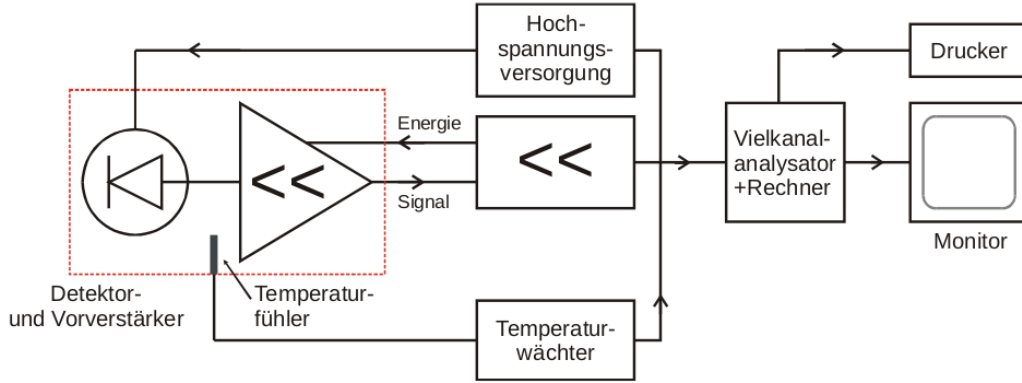 Hoch-
spannungs-
versorgung
Drucker
Energie
<<
<<
Signal
Vielkanal-
analysator
+Rechner
Monitor
Detektor-
und Vorverstärker
Temperatur-
fühler
Temperatur-
wächter